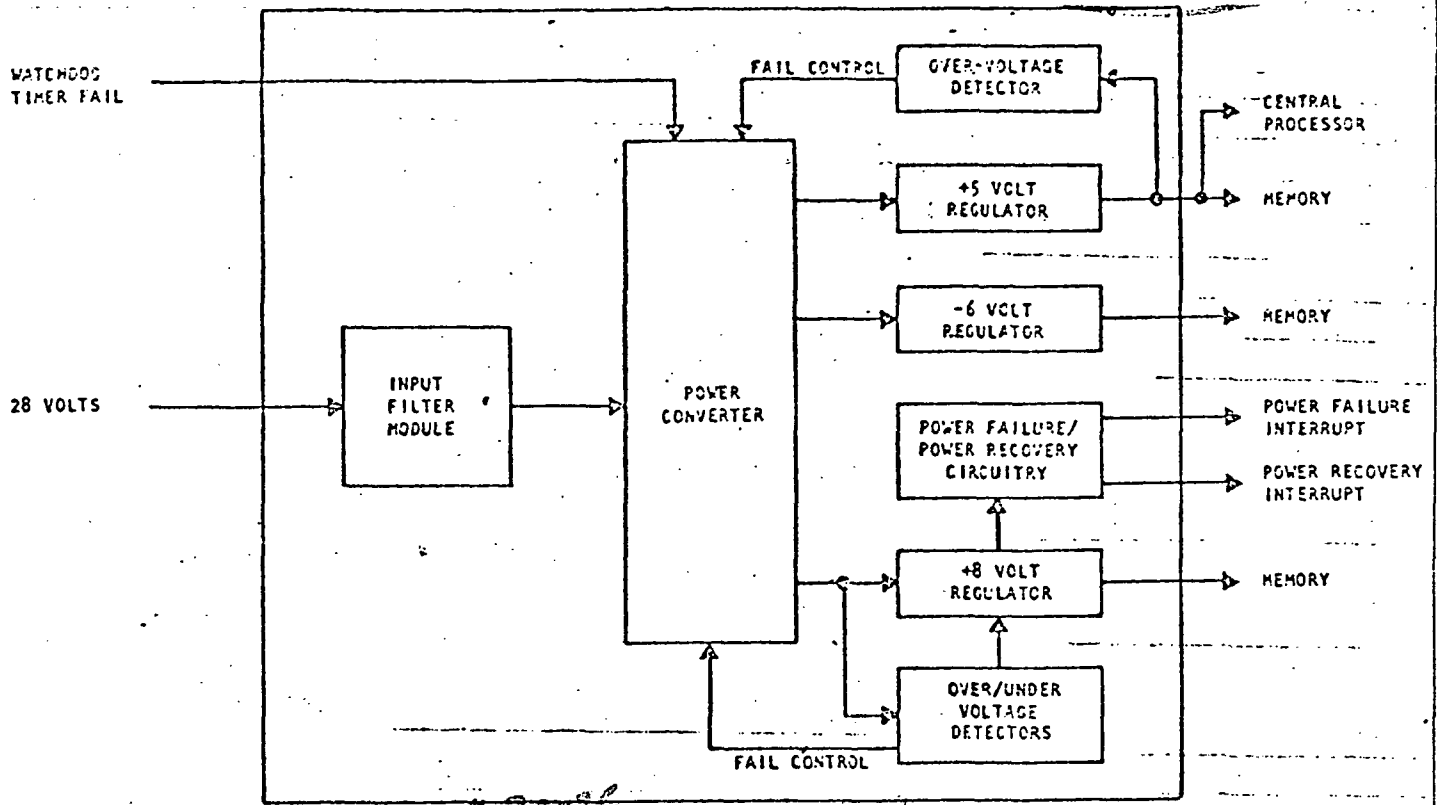 WATCHDOG
TIMER FAIL
FAIL CONTROL
OVER-VOLTAGE
DETECTOR
CENTRAL
PROCESSOR
+5 VOLT
REGULATOR
MEMORY
-6 VOLT
REGULATOR
MEMORY
28 VOLTS
INPUT
FILTER
MODULE
POWER
CONVERTER
POWER FAILURE/
POWER RECOVERY
CIRCUITRY
POWER FAILURE
INTERRUPT
POWER RECOVERY
INTERRUPT
+8 VOLT
REGULATOR
MEMORY
OVER/UNDER
VOLTAGE
DETECTORS
FAIL CONTROL